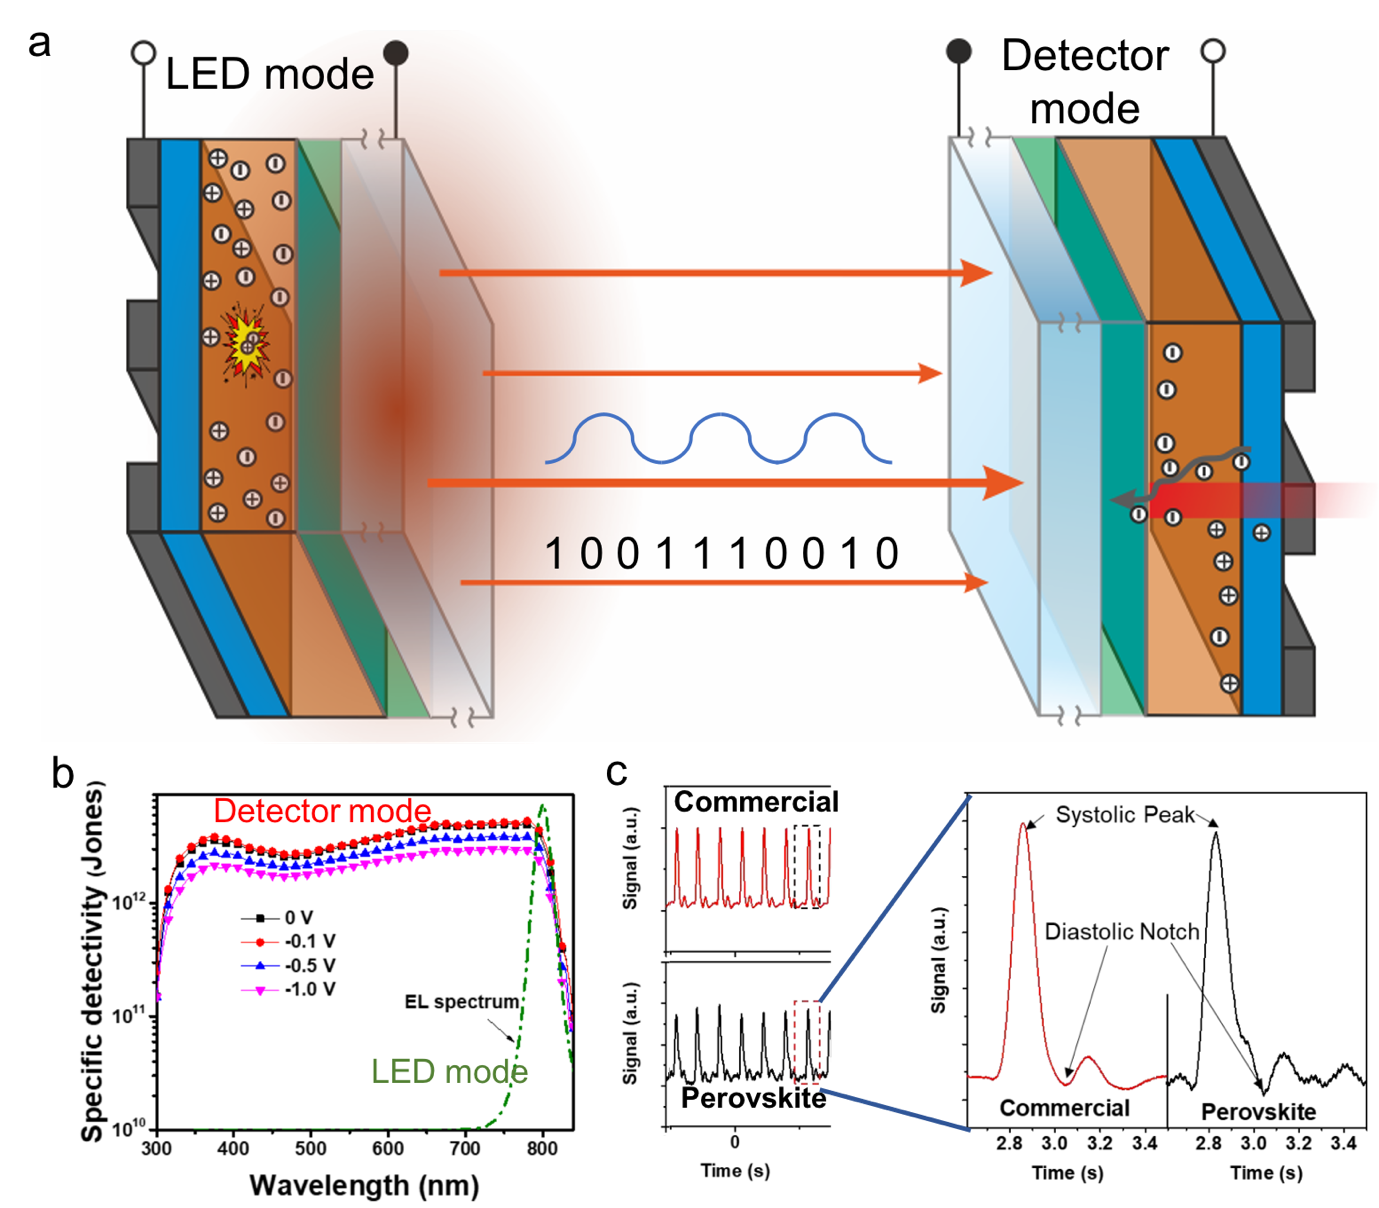 a
LED mode
Detector
mode
1 0 0 1 1 1 0 0 1 0
b
Detector mode
Specific detectivity (Jones)
10¹²
10¹¹
10¹⁰
0 V
-0.1 V
-0.5 V
-1.0 V
EL spectrum
LED mode
300 400 500 600 700 800
Wavelength (nm)
c
Commercial
Signal (a.u.)
Signal (a.u.)
Perovskite
0
Time (s)
Systolic Peak
Diastolic Notch
Signal (a.u.)
Commercial
Perovskite
2.8 3.0 3.2 3.4 2.8 3.0 3.2 3.4
Time (s) Time (s)